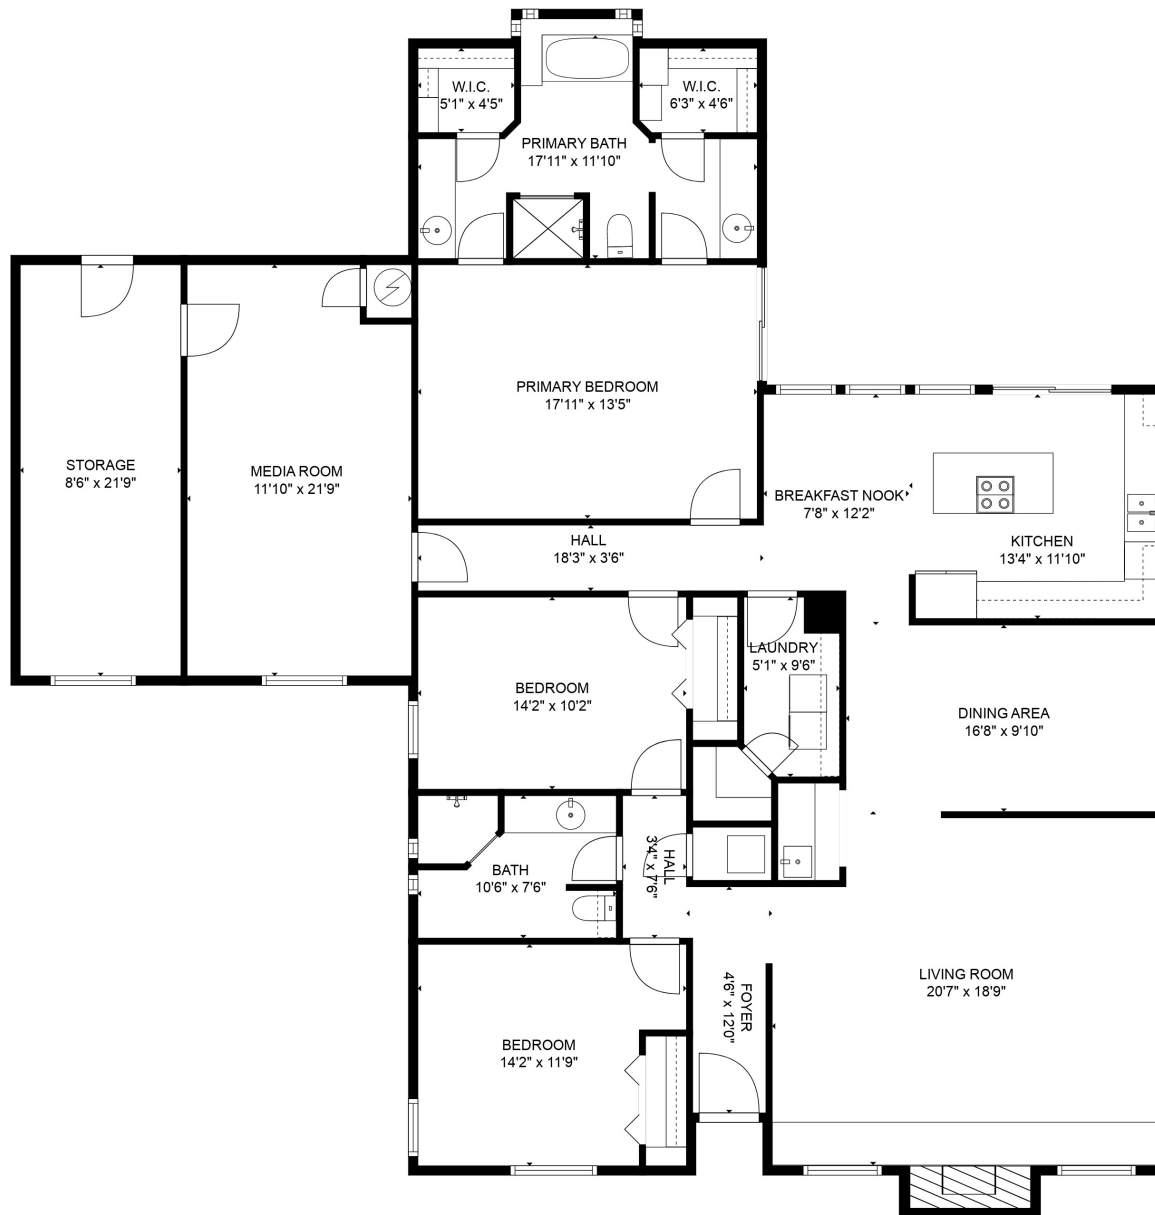 W.I.C.
5'1" x 4'5"
W.I.C.
6'3" x 4'6"
PRIMARY BATH
17'11" x 11'10"
PRIMARY BEDROOM
17'11" x 13'5"
STORAGE
8'6" x 21'9"
MEDIA ROOM
11'10" x 21'9"
BREAKFAST NOOK
7'8" x 12'2"
HALL
18'3" x 3'6"
KITCHEN
13'4" x 11'10"
LAUNDRY
5'1" x 9'6"
BEDROOM
14'2" x 10'2"
DINING AREA
16'8" x 9'10"
HALL
3'4" x 7'6"
BATH
10'6" x 7'6"
LIVING ROOM
20'7" x 18'9"
FOYER
4'6" x 12'0"
BEDROOM
14'2" x 11'9"